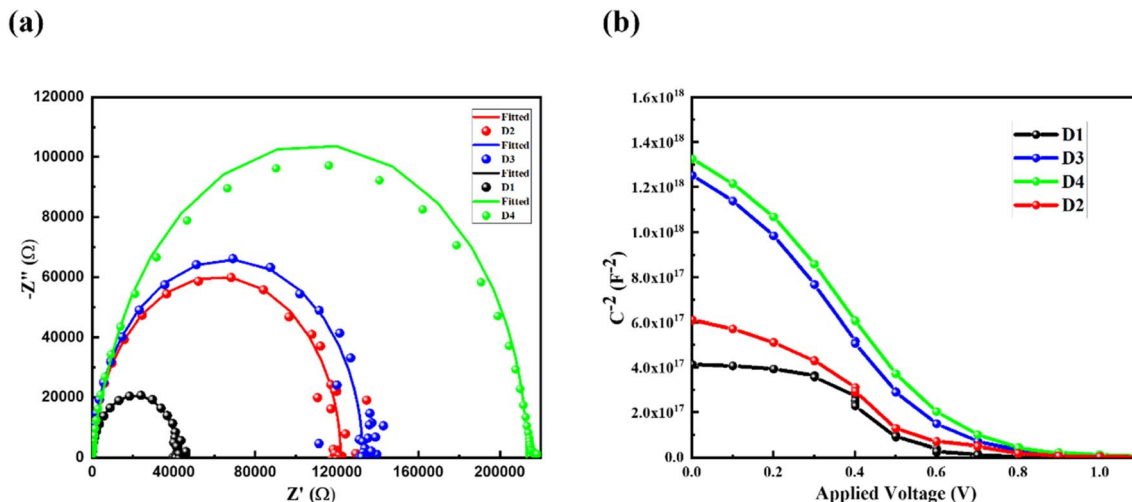 (a)
(b)
120000
100000
80000
60000
40000
20000
0
-Z'' (Ω)
0
40000
80000
120000
160000
200000
Z' (Ω)
Fitted
D2
Fitted
D3
Fitted
D1
Fitted
D4
1.6x10^18
1.4x10^18
1.2x10^18
1.0x10^18
8.0x10^17
6.0x10^17
4.0x10^17
2.0x10^17
0.0
C^-2 (F^-2)
0.0
0.2
0.4
0.6
0.8
1.0
Applied Voltage (V)
D1
D3
D4
D2